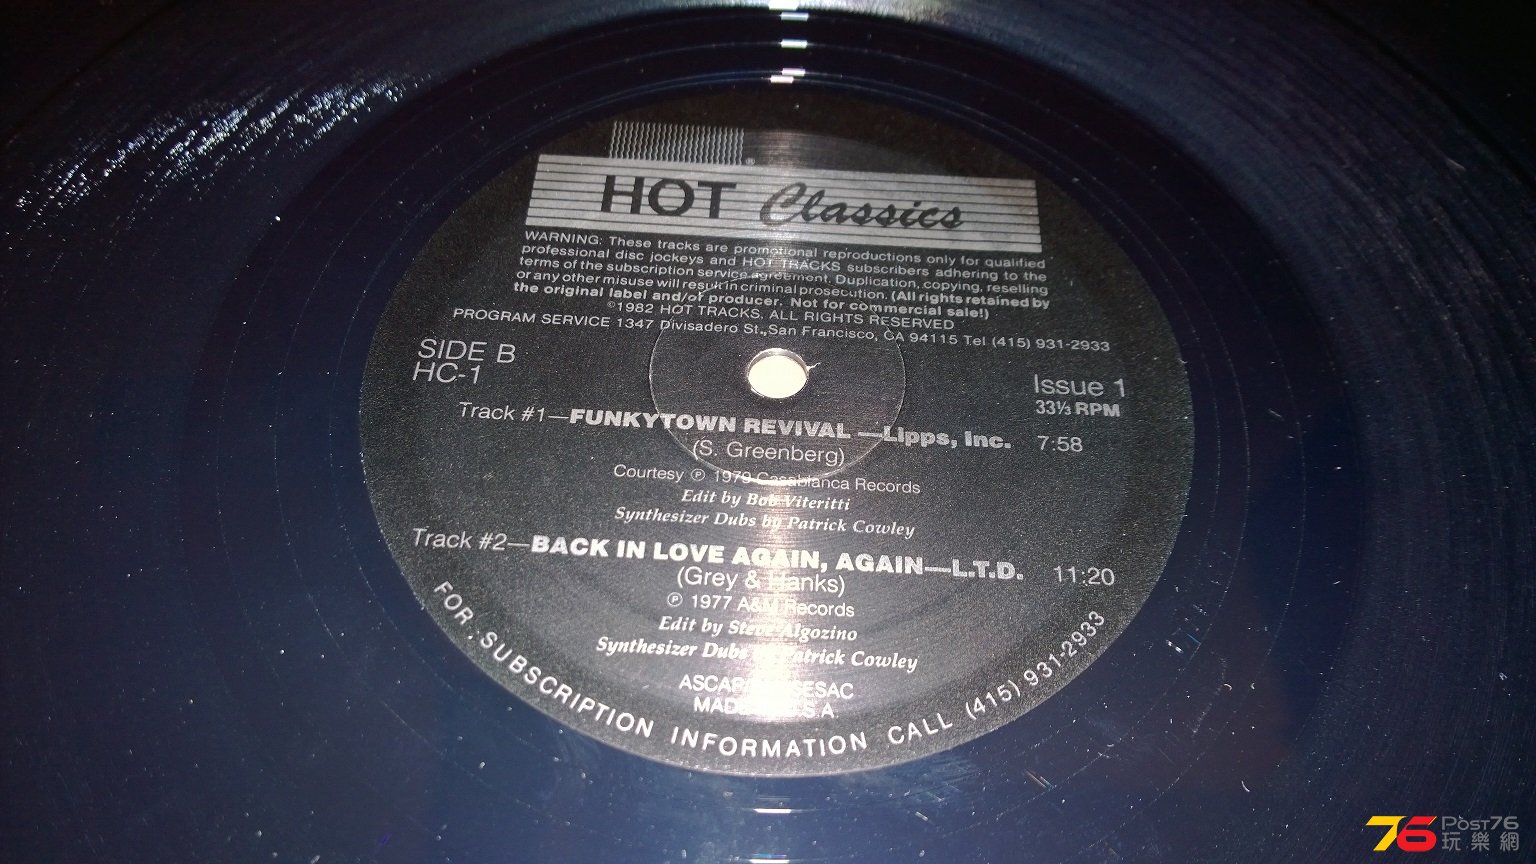 HOT Classics
WARNING: These tracks are promotional reproductions only for qualified
professional disc jockeys and HOT TRACKS subscribers adhering to the
terms of the subscription service agreement. Duplication, copying, reselling
or any other misuse will result in criminal prosecution. (All rights retained by
the original label and/or producer. Not for commercial sale!)
©1982 HOT TRACKS. ALL RIGHTS RESERVED
PROGRAM SERVICE 1347 Divisadero St., San Francisco, CA 94115 Tel (415) 931-2933
SIDE B
HC-1
Issue 1
33⅓ RPM
Track #1—FUNKYTOWN REVIVAL —Lipps, Inc. 7:58
(S. Greenberg)
Courtesy ℗ 1979 Casablanca Records
Edit by Bob Viteritti
Synthesizer Dubs by Patrick Cowley
Track #2—BACK IN LOVE AGAIN, AGAIN—L.T.D. 11:20
(Grey & Hanks)
℗ 1977 A&M Records
Edit by Steve Algozino
Synthesizer Dubs by Patrick Cowley
ASCAP SESAC
MADE U.S A
FOR SUBSCRIPTION INFORMATION CALL (415) 931-2933
76 Post76
玩樂網